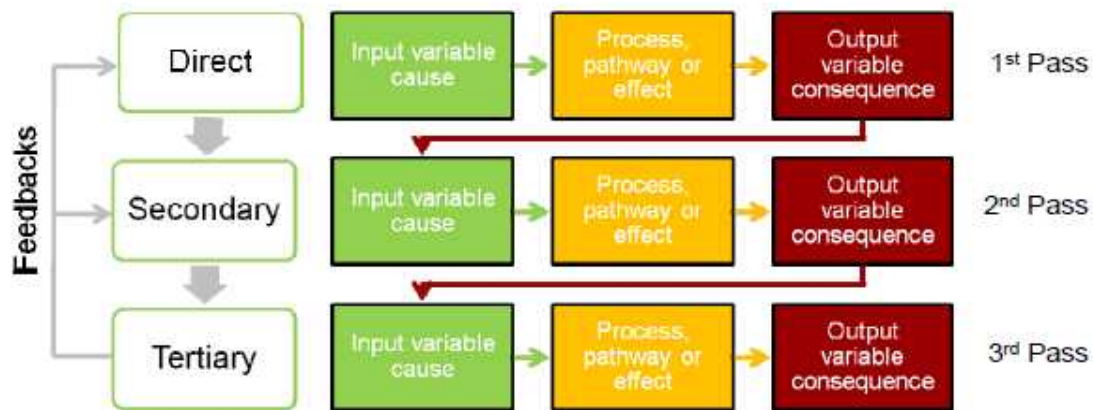 Feedbacks
Direct
Input variable
cause
Process,
pathway or
effect
Output
variable
consequence
1st Pass
Secondary
Input variable
cause
Process,
pathway or
effect
Output
variable
consequence
2nd Pass
Tertiary
Input variable
cause
Process,
pathway or
effect
Output
variable
consequence
3rd Pass